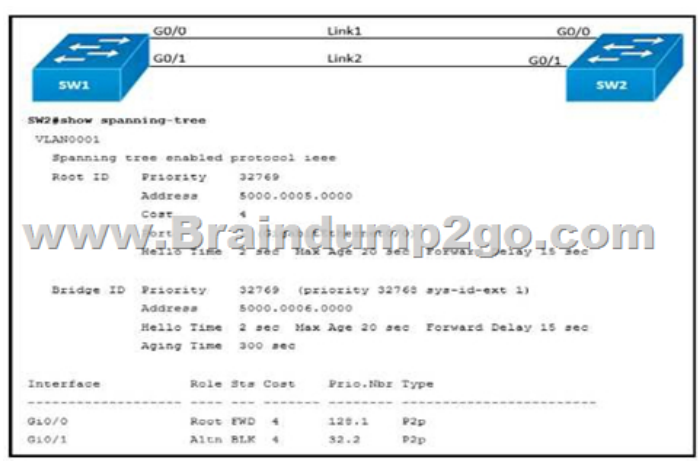 G0/0 Link1 G0/0
G0/1 Link2 G0/1
SW1 SW2
SW2#show spanning-tree
VLAN0001
Spanning tree enabled protocol ieee
Root ID Priority 32769
Address 5000.0005.0000
Cost 4
www.Braindump2go.com
Hello Time 2 sec Max Age 20 sec Forward Delay 15 sec
Bridge ID Priority 32769 (priority 32768 sys-id-ext 1)
Address 5000.0006.0000
Hello Time 2 sec Max Age 20 sec Forward Delay 15 sec
Aging Time 300 sec
Interface Role Sts Cost Prio.Nbr Type
------------------- ---- --- --------- -------- --------------------------------
Gi0/0 Root FWD 4 128.1 P2p
Gi0/1 Altn BLK 4 32.2 P2p